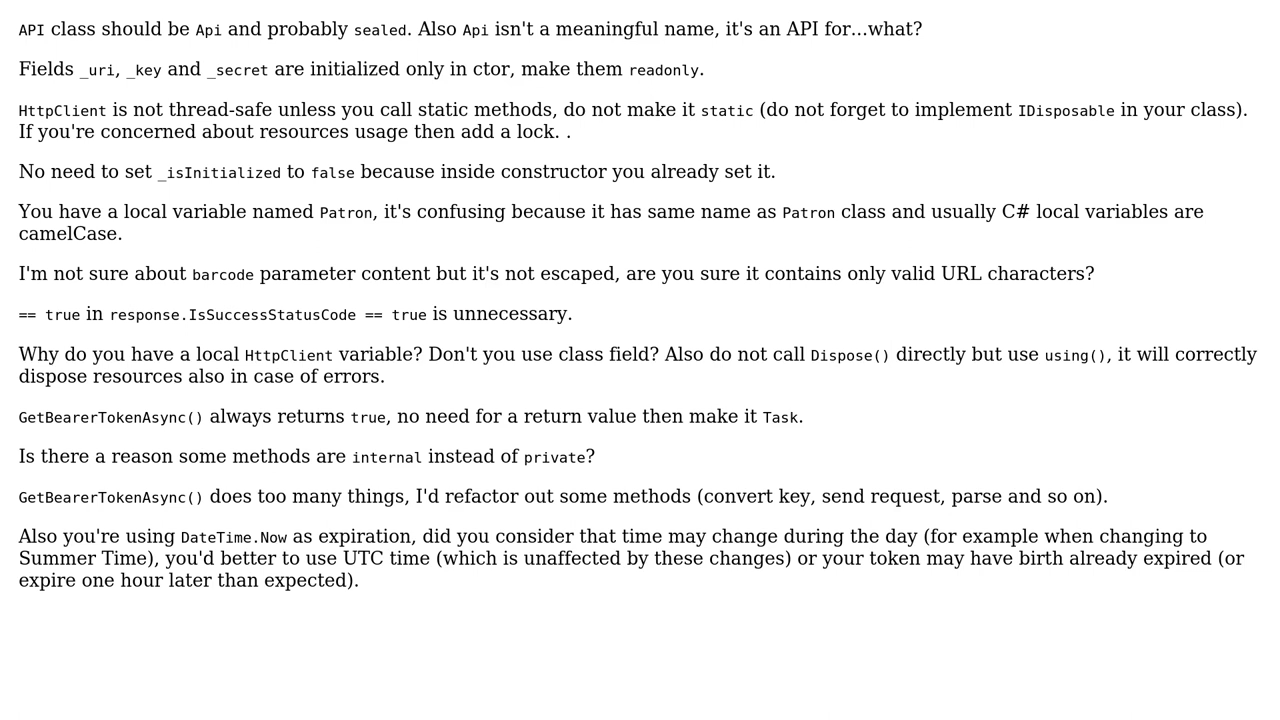 API class should be Api and probably sealed. Also Api isn't a meaningful name, it's an API for...what?
Fields _uri, _key and _secret are initialized only in ctor, make them readonly.
HttpClient is not thread-safe unless you call static methods, do not make it static (do not forget to implement IDisposable in your class).
If you're concerned about resources usage then add a lock. .
No need to set _isInitialized to false because inside constructor you already set it.
You have a local variable named Patron, it's confusing because it has same name as Patron class and usually C# local variables are
camelCase.
I'm not sure about barcode parameter content but it's not escaped, are you sure it contains only valid URL characters?
== true in response.IsSuccessStatusCode == true is unnecessary.
Why do you have a local HttpClient variable? Don't you use class field? Also do not call Dispose() directly but use using(), it will correctly
dispose resources also in case of errors.
GetBearerTokenAsync() always returns true, no need for a return value then make it Task.
Is there a reason some methods are internal instead of private?
GetBearerTokenAsync() does too many things, I'd refactor out some methods (convert key, send request, parse and so on).
Also you're using DateTime.Now as expiration, did you consider that time may change during the day (for example when changing to
Summer Time), you'd better to use UTC time (which is unaffected by these changes) or your token may have birth already expired (or
expire one hour later than expected).